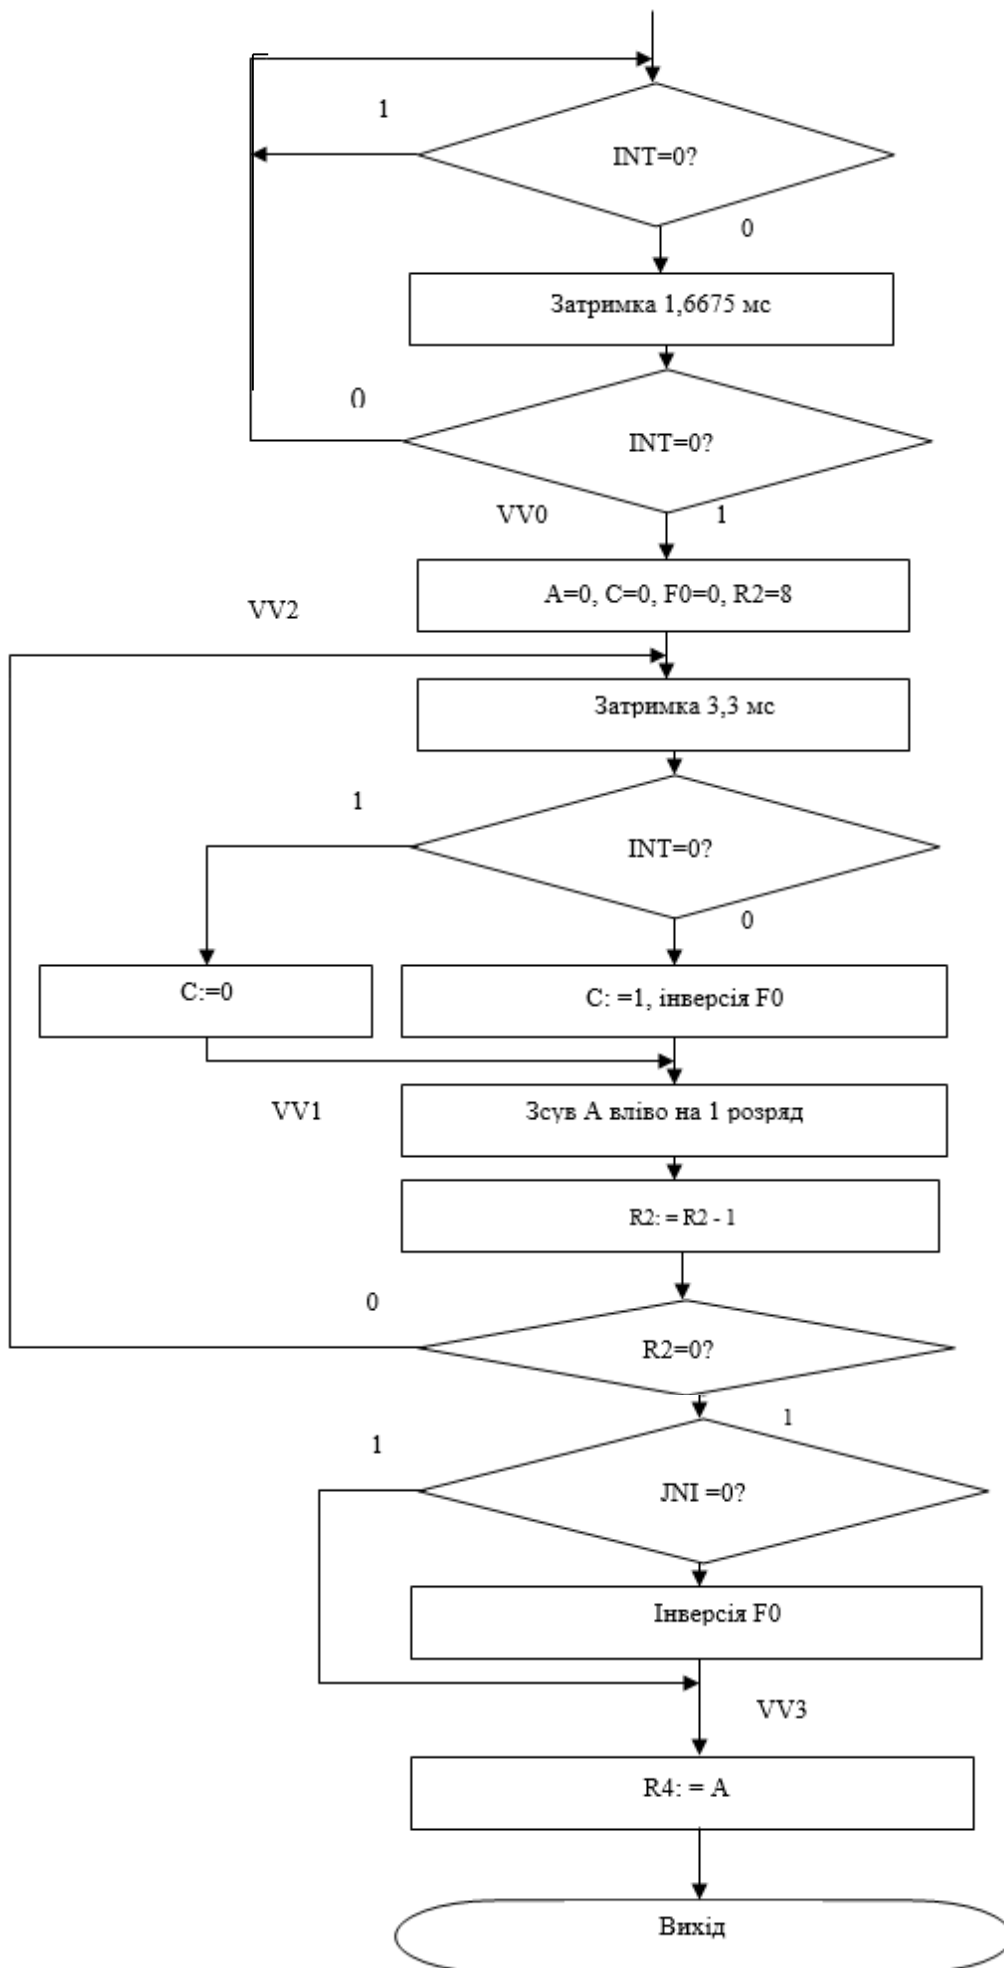 1
INT=0?
0
Затримка 1,6675 мс
0
INT=0?
VV0
1
A=0, C=0, F0=0, R2=8
VV2
Затримка 3,3 мс
1
INT=0?
0
C:=0
C: =1, інверсія F0
VV1
Зсув А вліво на 1 розряд
R2: = R2 - 1
0
R2=0?
1
1
JNI =0?
Інверсія F0
VV3
R4: = A
Вихід